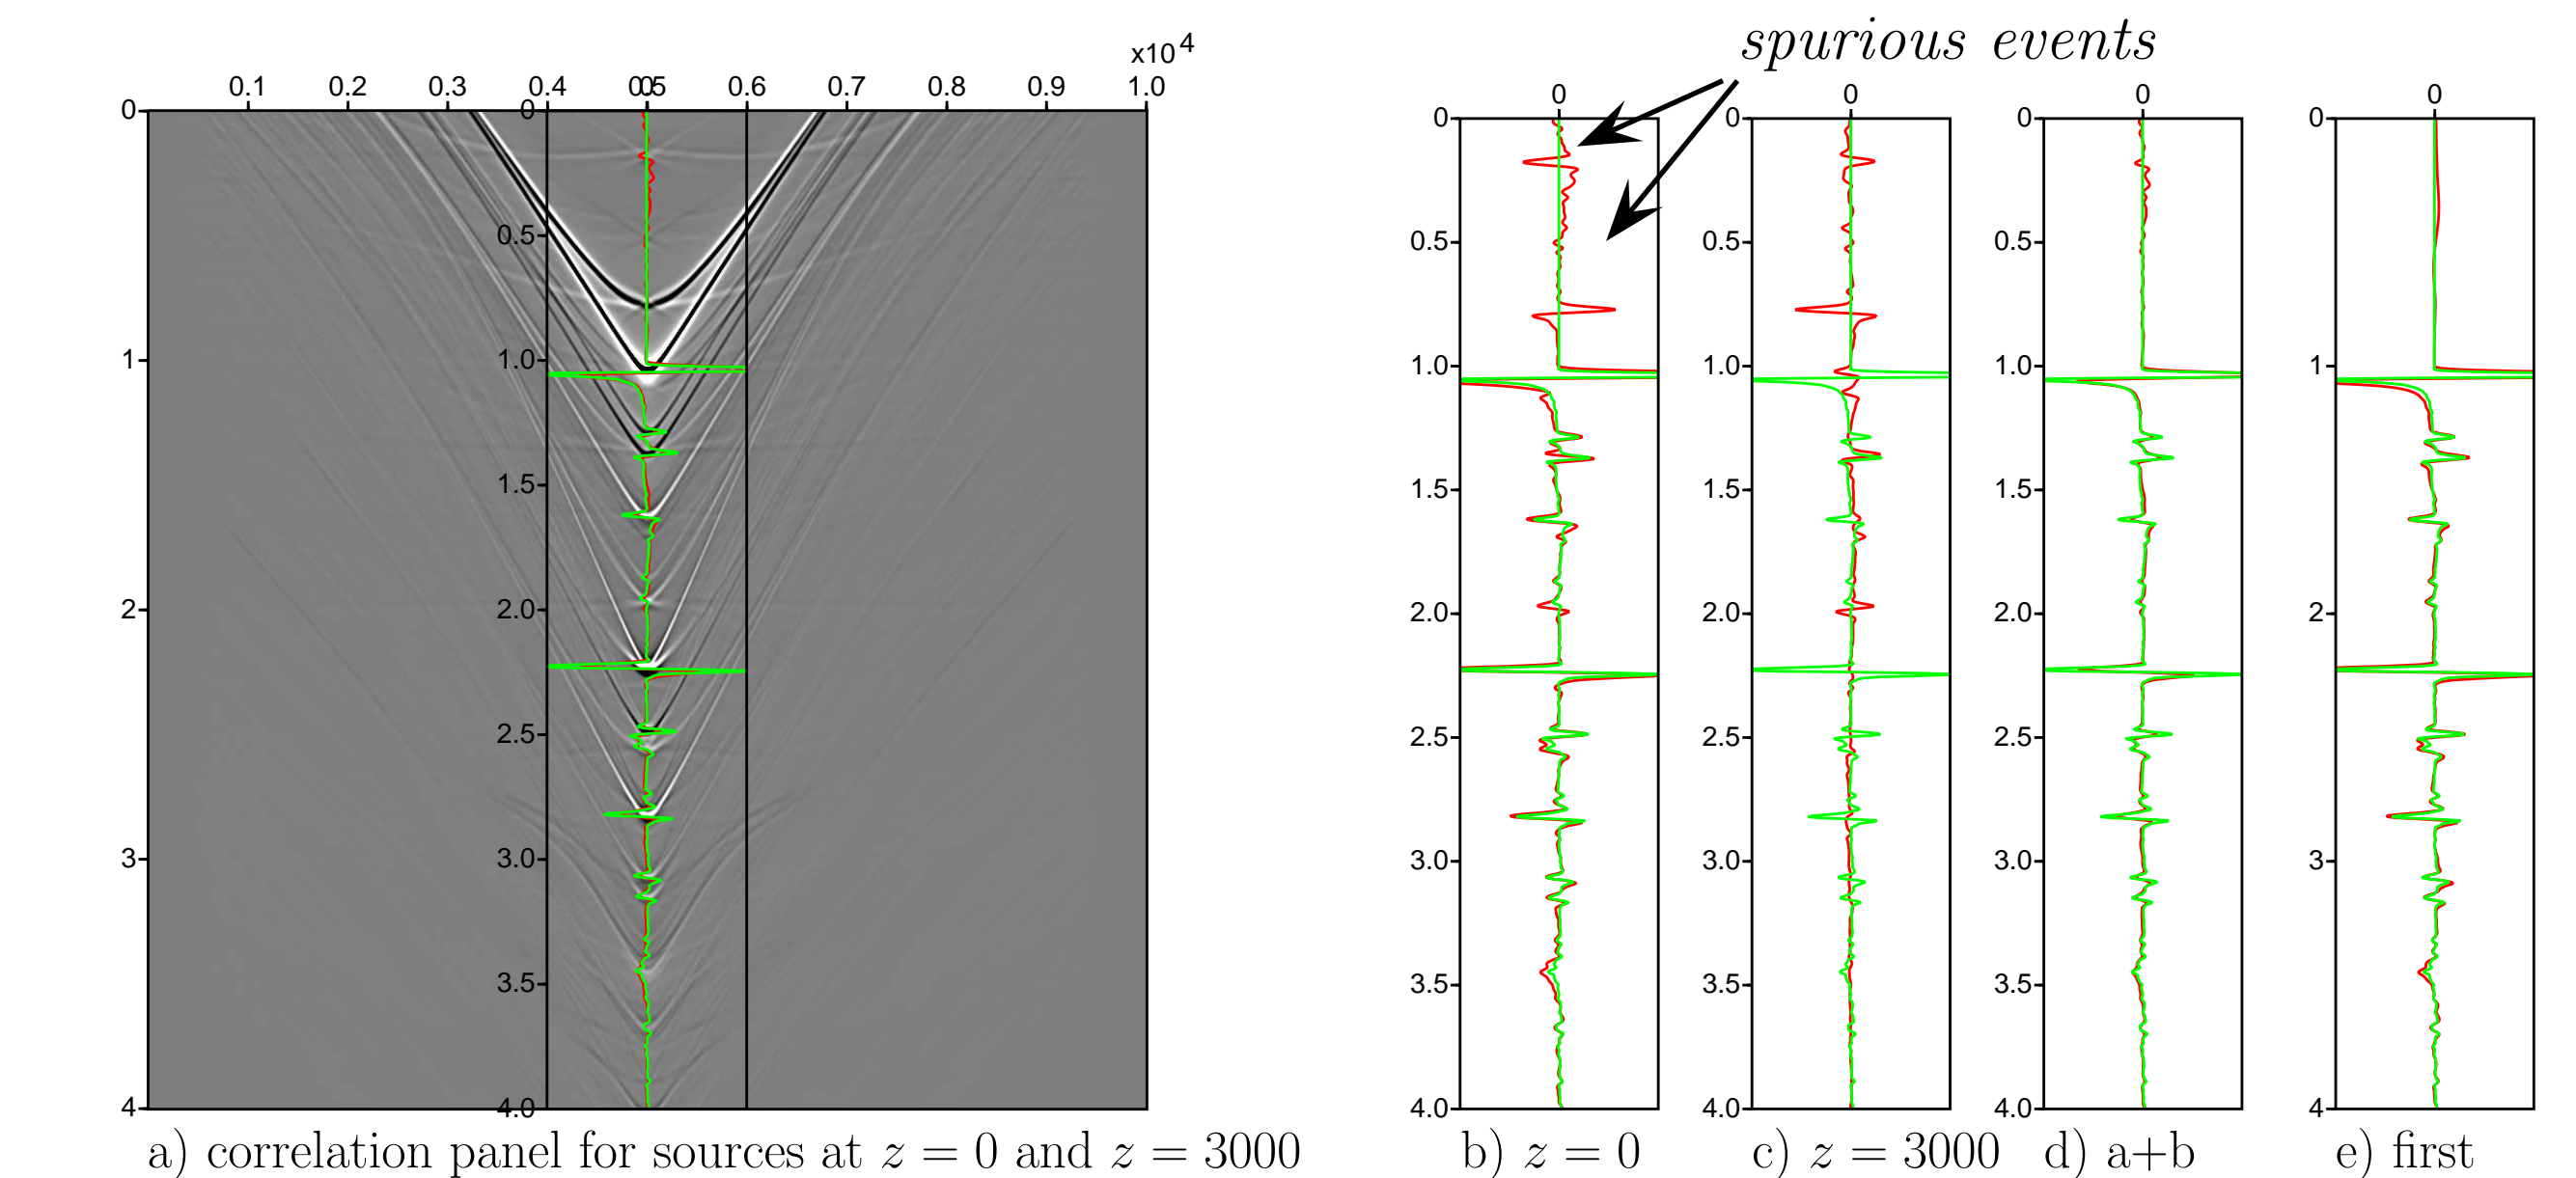 spurious events
x10 4
0.1 0.2 0.3 0.4 0.5 0 0.6 0.7 0.8 0.9 1.0
0 1 2 3 4
0 0.5 1.0 1.5 2.0 2.5 3.0 3.5 4.0
0
0 0.5 1.0 1.5 2.0 2.5 3.0 3.5 4.0
0
0 0.5 1.0 1.5 2.0 2.5 3.0 3.5 4.0
0
0 0.5 1.0 1.5 2.0 2.5 3.0 3.5 4.0
0
0 1 2 3 4
a) correlation panel for sources at z = 0 and z = 3000
b) z = 0
c) z = 3000
d) a+b
e) first